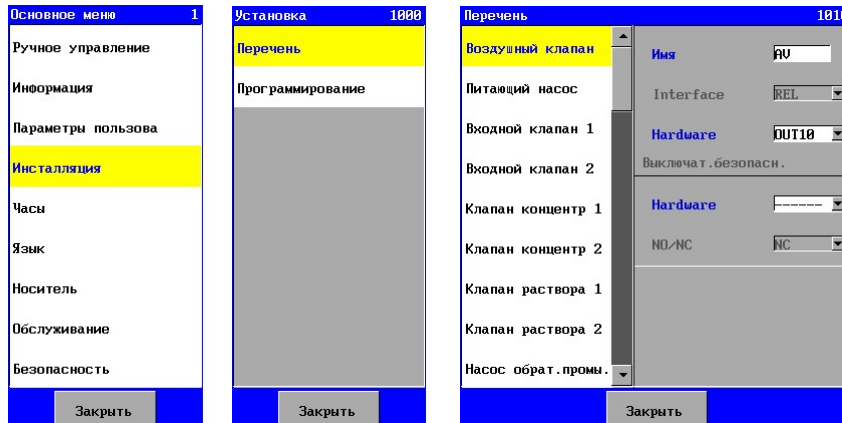 Основное меню 1
Ручное управление
Информация
Параметры пользова
Инсталляция
Часы
Язык
Носитель
Обслуживание
Безопасность
Закрыть
Установка 1000
Перечень
Программирование
Закрыть
Перечень 1010
Воздушный клапан
Питающий насос
Входной клапан 1
Входной клапан 2
Клапан концентр 1
Клапан концентр 2
Клапан раствора 1
Клапан раствора 2
Насос обрат.промы.
Имя AV
Interface REL
Hardware OUT10
Выключат.безопасн.
Hardware ------
NO/NC NC
Закрыть